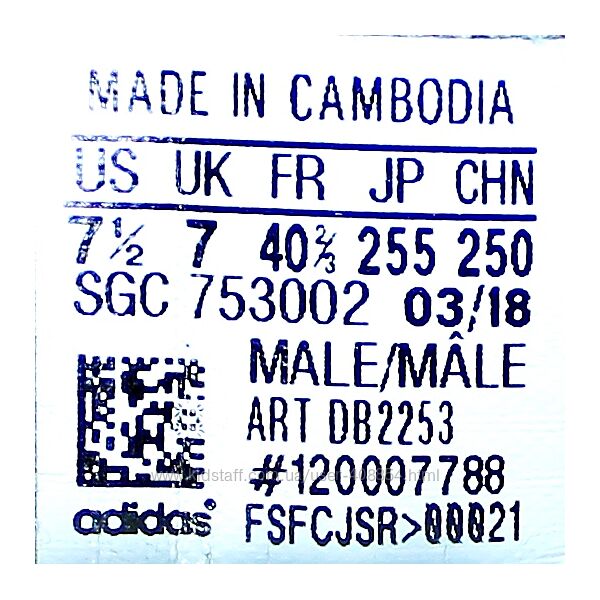 MADE IN CAMBODIA
US UK FR JP CHN
7½ 7 40⅔ 255 250
SGC 753002 03/18
MALE/MÂLE
ART DB2253
#120007788
adidas® FSFCJSR>00021